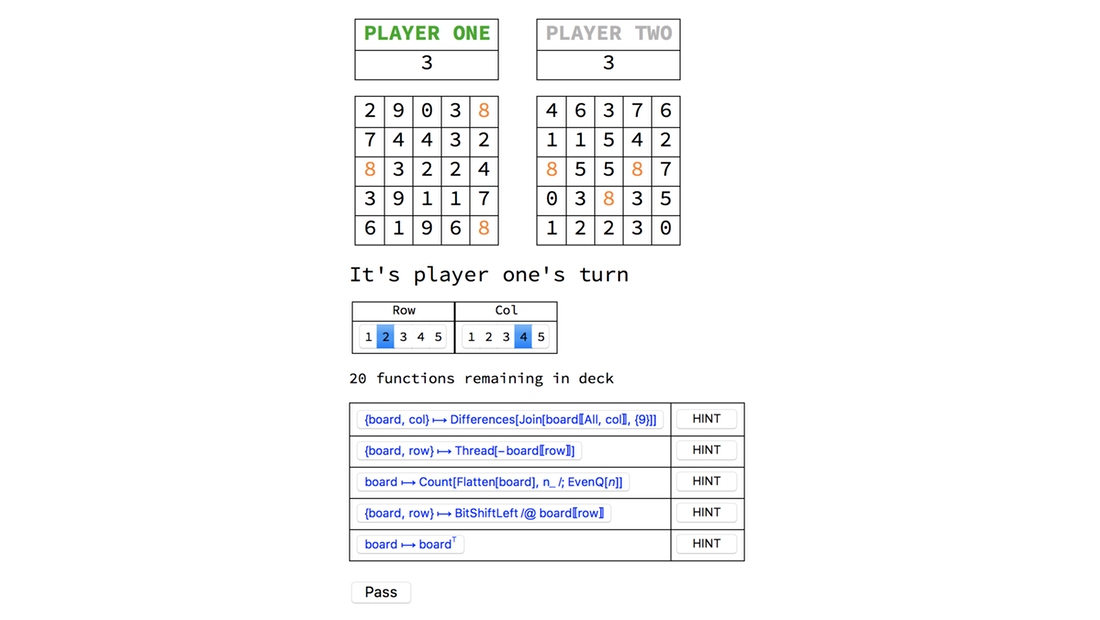 PLAYER ONE PLAYER TWO
3 3
2 9 0 3 8 4 6 3 7 6
7 4 4 3 2 1 1 5 4 2
8 3 2 2 4 8 5 5 8 7
3 9 1 1 7 0 3 8 3 5
6 1 9 6 8 1 2 2 3 0
It's player one's turn
Row Col
1 2 3 4 5 1 2 3 4 5
20 functions remaining in deck
{board, col} ↦ Differences[Join[board〚All, col〛, {9}]] HINT
{board, row} ↦ Thread[-board〚row〛] HINT
board ↦ Count[Flatten[board], n_ /; EvenQ[n]] HINT
{board, row} ↦ BitShiftLeft /@ board〚row〛 HINT
board ↦ boardᵀ HINT
Pass